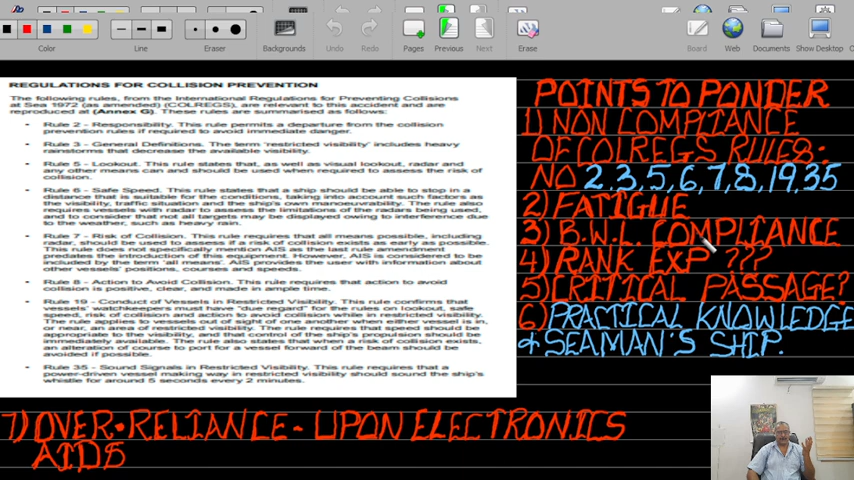 Color
Line
Eraser
Backgrounds
Undo
Redo
Pages
Previous
Next
Erase
Board
Web
Documents
Show Desktop
REGULATIONS FOR COLLISION PREVENTION
The following rules, from the International Regulations for Preventing Collisions
at Sea 1972 (as amended) (COLREGS), are relevant to this accident and are
reproduced at (Annex G). These rules are summarised as follows:
• Rule 2 - Responsibility. This rule permits a departure from the collision
prevention rules if required to avoid immediate danger.
• Rule 3 - General Definitions. The term 'restricted visibility' includes heavy
rainstorms that decrease the available visibility.
• Rule 5 - Lookout. This rule states that, as well as visual lookout, radar and
any other means can and should be used when required to assess the risk of
collision.
• Rule 6 - Safe Speed. This rule states that a ship should be able to stop in a
distance that is suitable for the conditions, taking into account such factors as
the visibility, traffic situation and the ship's own manoeuvrability. The rule also
requires vessels with radar to assess the limitations of the radars being used,
and to consider that not all targets may be displayed owing to interference due
to the weather, such as heavy rain.
• Rule 7 - Risk of Collision. This rule requires that all means possible, including
radar, should be used to assess if a risk of collision exists as early as possible.
This rule does not specifically mention AIS as the last rule amendment
predates the introduction of this equipment. However, AIS is considered to be
included by the term 'all means'. AIS provides the user with information about
other vessels' positions, courses and speeds.
• Rule 8 - Action to Avoid Collision. This rule requires that action to avoid
collision is positive, clear, and made in ample time.
• Rule 19 - Conduct of Vessels in Restricted Visibility. This rule confirms that
vessels' watchkeepers must have "due regard" for the rules on lookout, safe
speed, risk of collision and action to avoid collision while in restricted visibility.
The rule applies to vessels out of sight of one another when either vessel is in,
or near, an area of restricted visibility. The rule requires that speed should be
appropriate to the visibility, and that control of the ship's propulsion should be
immediately available. The rule also states that when a risk of collision exists,
an alteration of course to port for a vessel forward of the beam should be
avoided if possible.
• Rule 35 - Sound Signals in Restricted Visibility. This rule requires that a
power-driven vessel making way in restricted visibility should sound the ship's
whistle for around 5 seconds every 2 minutes.
POINTS TO PONDER
1) NON COMPLIANCE
OF COLREGS RULES-
NO 2,3,5,6,7,8,19,35
2) FATIGUE
3) B.W. COMPLIANCE
4) RANK EXP ???
5) CRITICAL PASSAGE?
6) PRACTICAL KNOWLEDGE
& SEAMAN'S SHIP.
7) OVER-RELIANCE - UPON ELECTRONICS
AIDS